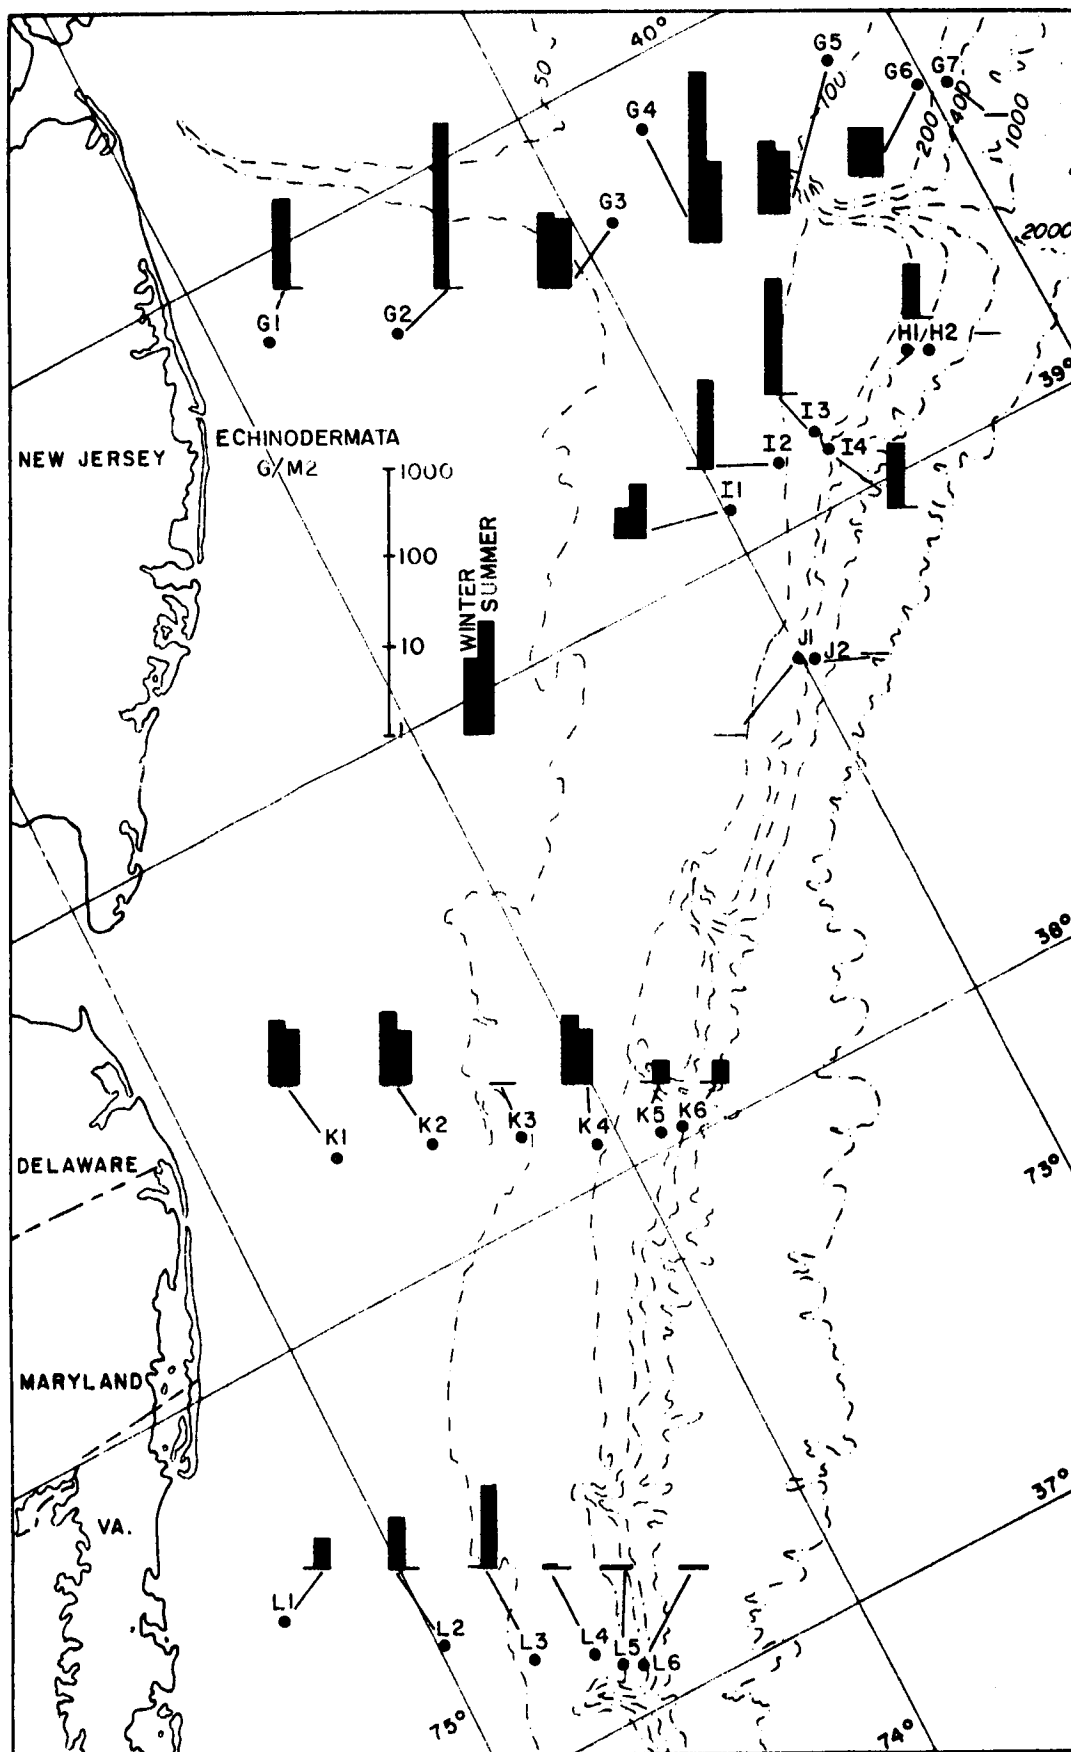 40°
50
100
200
400
1000
2000
G5
G6
G7
G4
G3
G1
G2
H1/H2
39°
NEW JERSEY
ECHINODERMATA
G/M2
1000
100
10
1
WINTER
SUMMER
I3
I2
I4
I1
J1
J2
38°
K1
K2
K3
K4
K5
K6
DELAWARE
73°
MARYLAND
37°
VA.
L1
L2
L3
L4
L5
L6
75°
74°